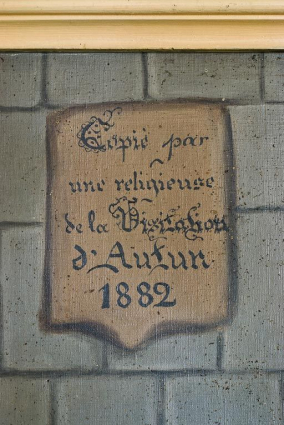 Copié par
une religieuse
de la Visitation
d'Autun
1882